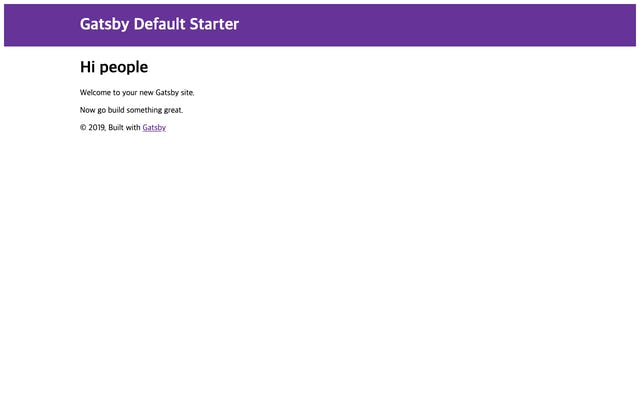 Gatsby Default Starter
Hi people
Welcome to your new Gatsby site.
Now go build something great.
© 2019, Built with Gatsby